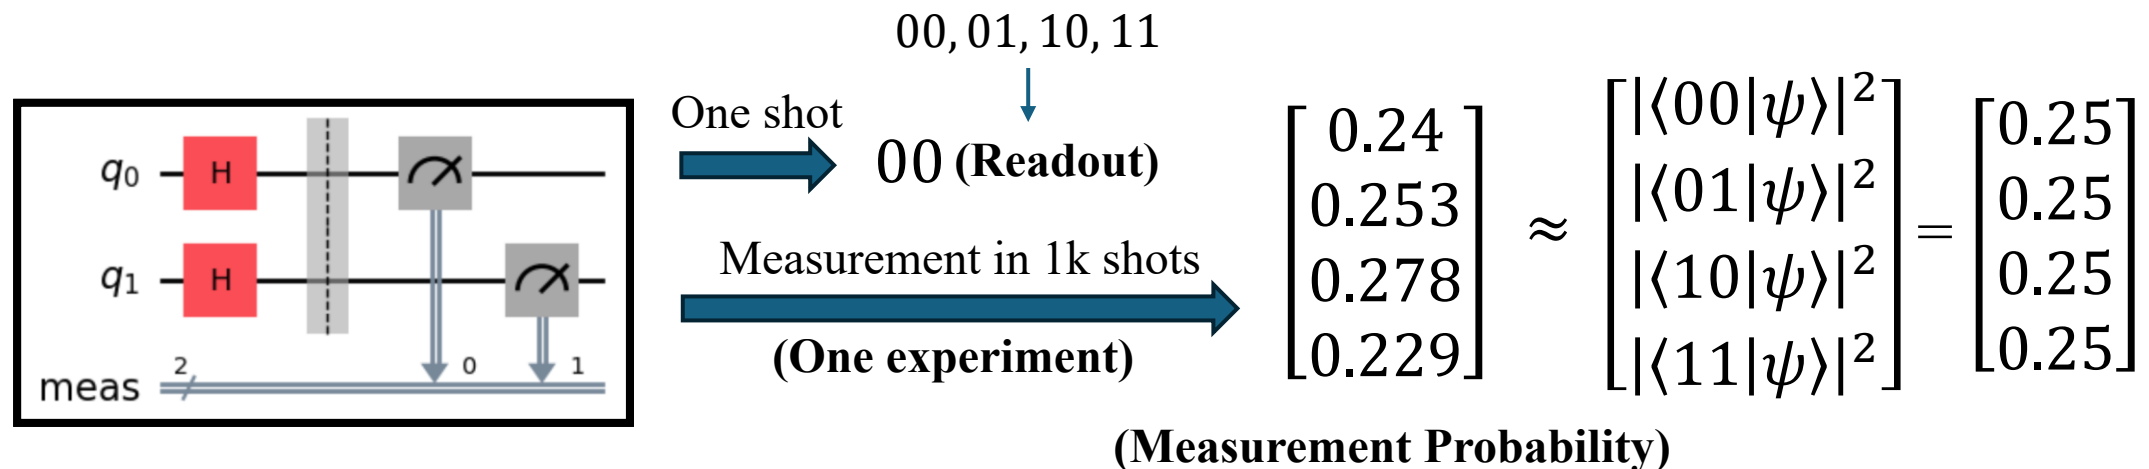 00, 01, 10, 11
One shot
00 (Readout)
q0 H
q1 H
meas 2 0 1
Measurement in 1k shots
(One experiment)
[0.24 0.253 0.278 0.229] ≈ [|⟨00|ψ⟩|² |⟨01|ψ⟩|² |⟨10|ψ⟩|² |⟨11|ψ⟩|²] = [0.25 0.25 0.25 0.25]
(Measurement Probability)